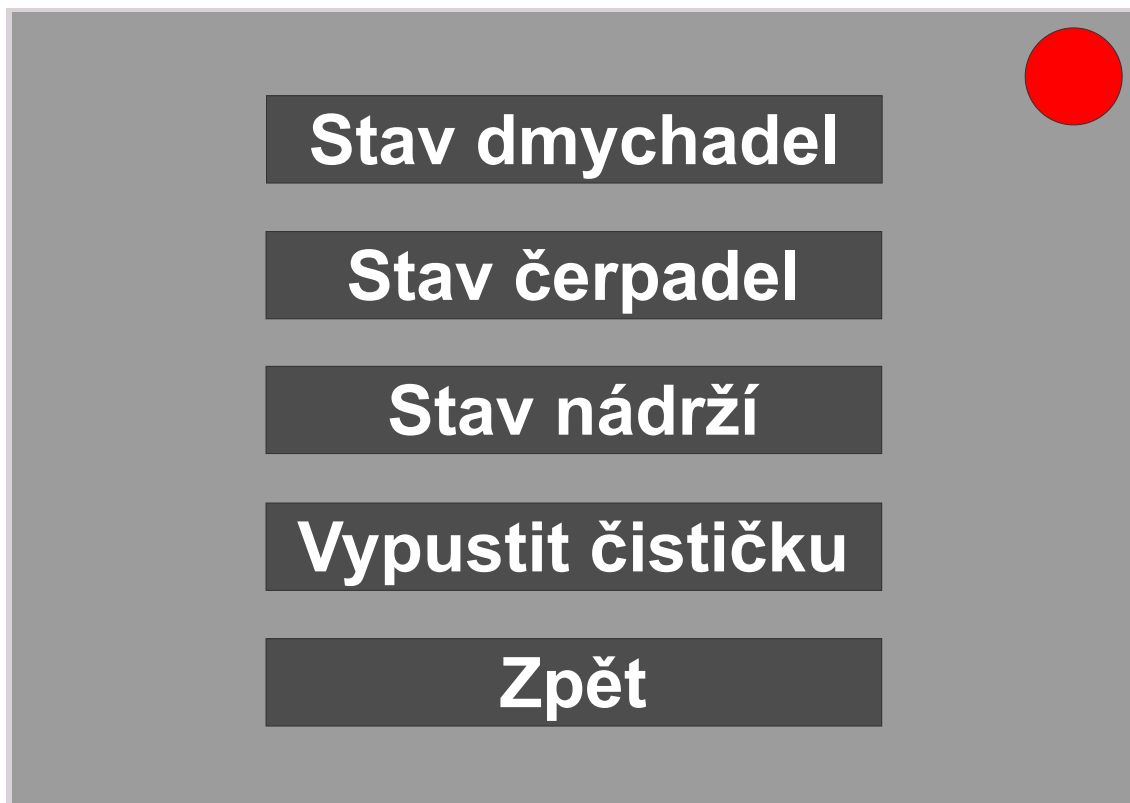 Stav dmychadel
Stav čerpadel
Stav nádrží
Vypustit čističku
Zpět